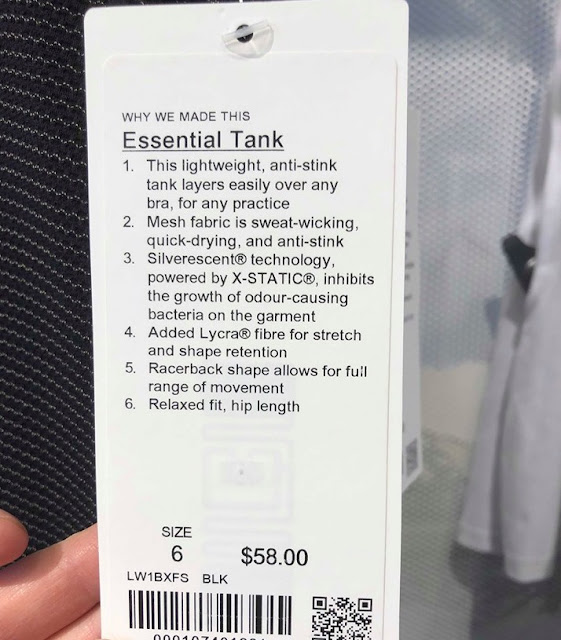 WHY WE MADE THIS
Essential Tank
1. This lightweight, anti-stink
tank layers easily over any
bra, for any practice
2. Mesh fabric is sweat-wicking,
quick-drying, and anti-stink
3. Silverescent® technology,
powered by X-STATIC®, inhibits
the growth of odour-causing
bacteria on the garment
4. Added Lycra® fibre for stretch
and shape retention
5. Racerback shape allows for full
range of movement
6. Relaxed fit, hip length
SIZE
6 $58.00
LW1BXFS BLK